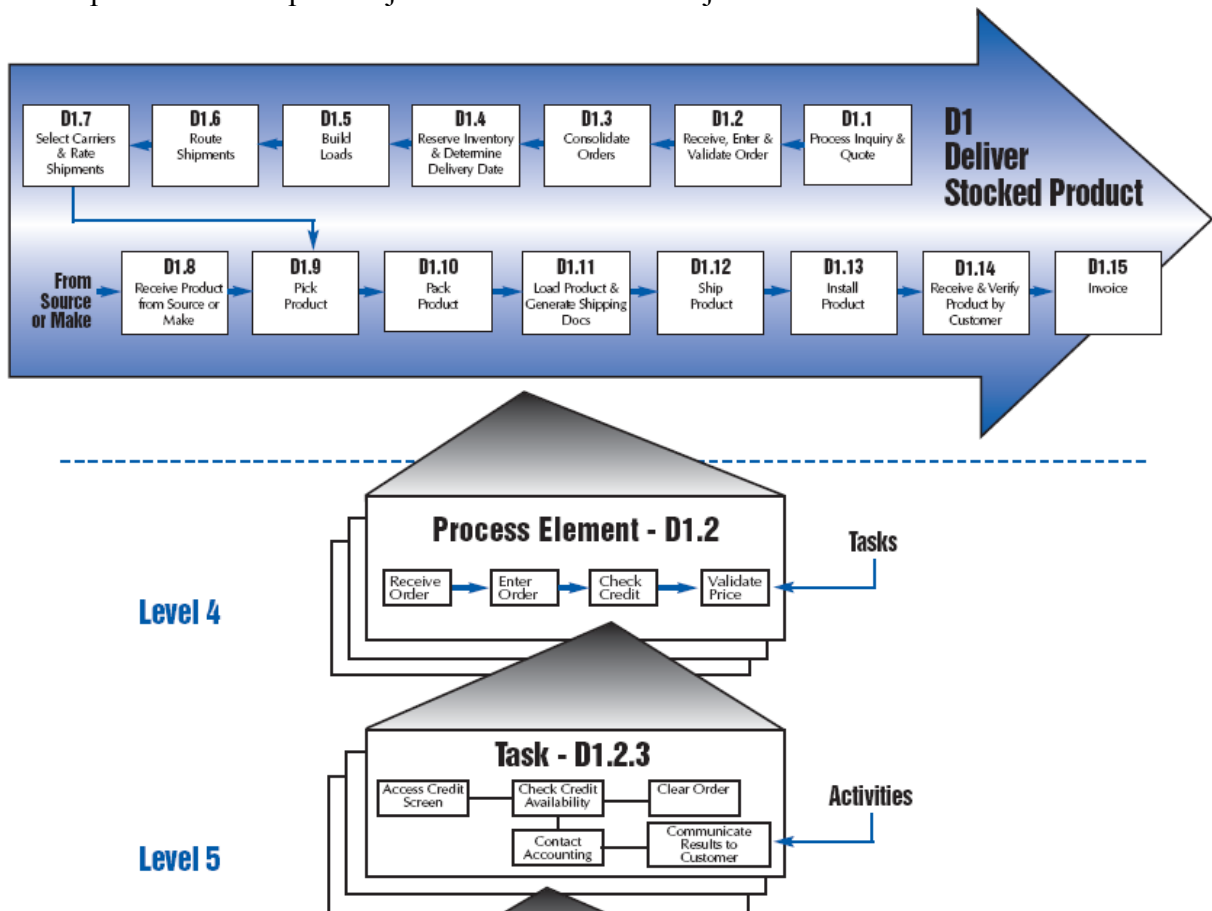 D1.7
Select Carriers
& Rate
Shipments
D1.6
Route
Shipments
D1.5
Build
Loads
D1.4
Reserve Inventory
& Determine
Delivery Date
D1.3
Consolidate
Orders
D1.2
Receive, Enter &
Validate Order
D1.1
Process Inquiry &
Quote
D1
Deliver
Stocked Product
From
Source
or Make
D1.8
Receive Product
from Source or
Make
D1.9
Pick
Product
D1.10
Pack
Product
D1.11
Load Product &
Generate Shipping
Docs
D1.12
Ship
Product
D1.13
Install
Product
D1.14
Receive & Verify
Product by
Customer
D1.15
Invoice
Process Element - D1.2
Receive
Order
Enter
Order
Check
Credit
Validate
Price
Tasks
Level 4
Task - D1.2.3
Access Credit
Screen
Check Credit
Availability
Clear Order
Contact
Accounting
Communicate
Results to
Customer
Activities
Level 5